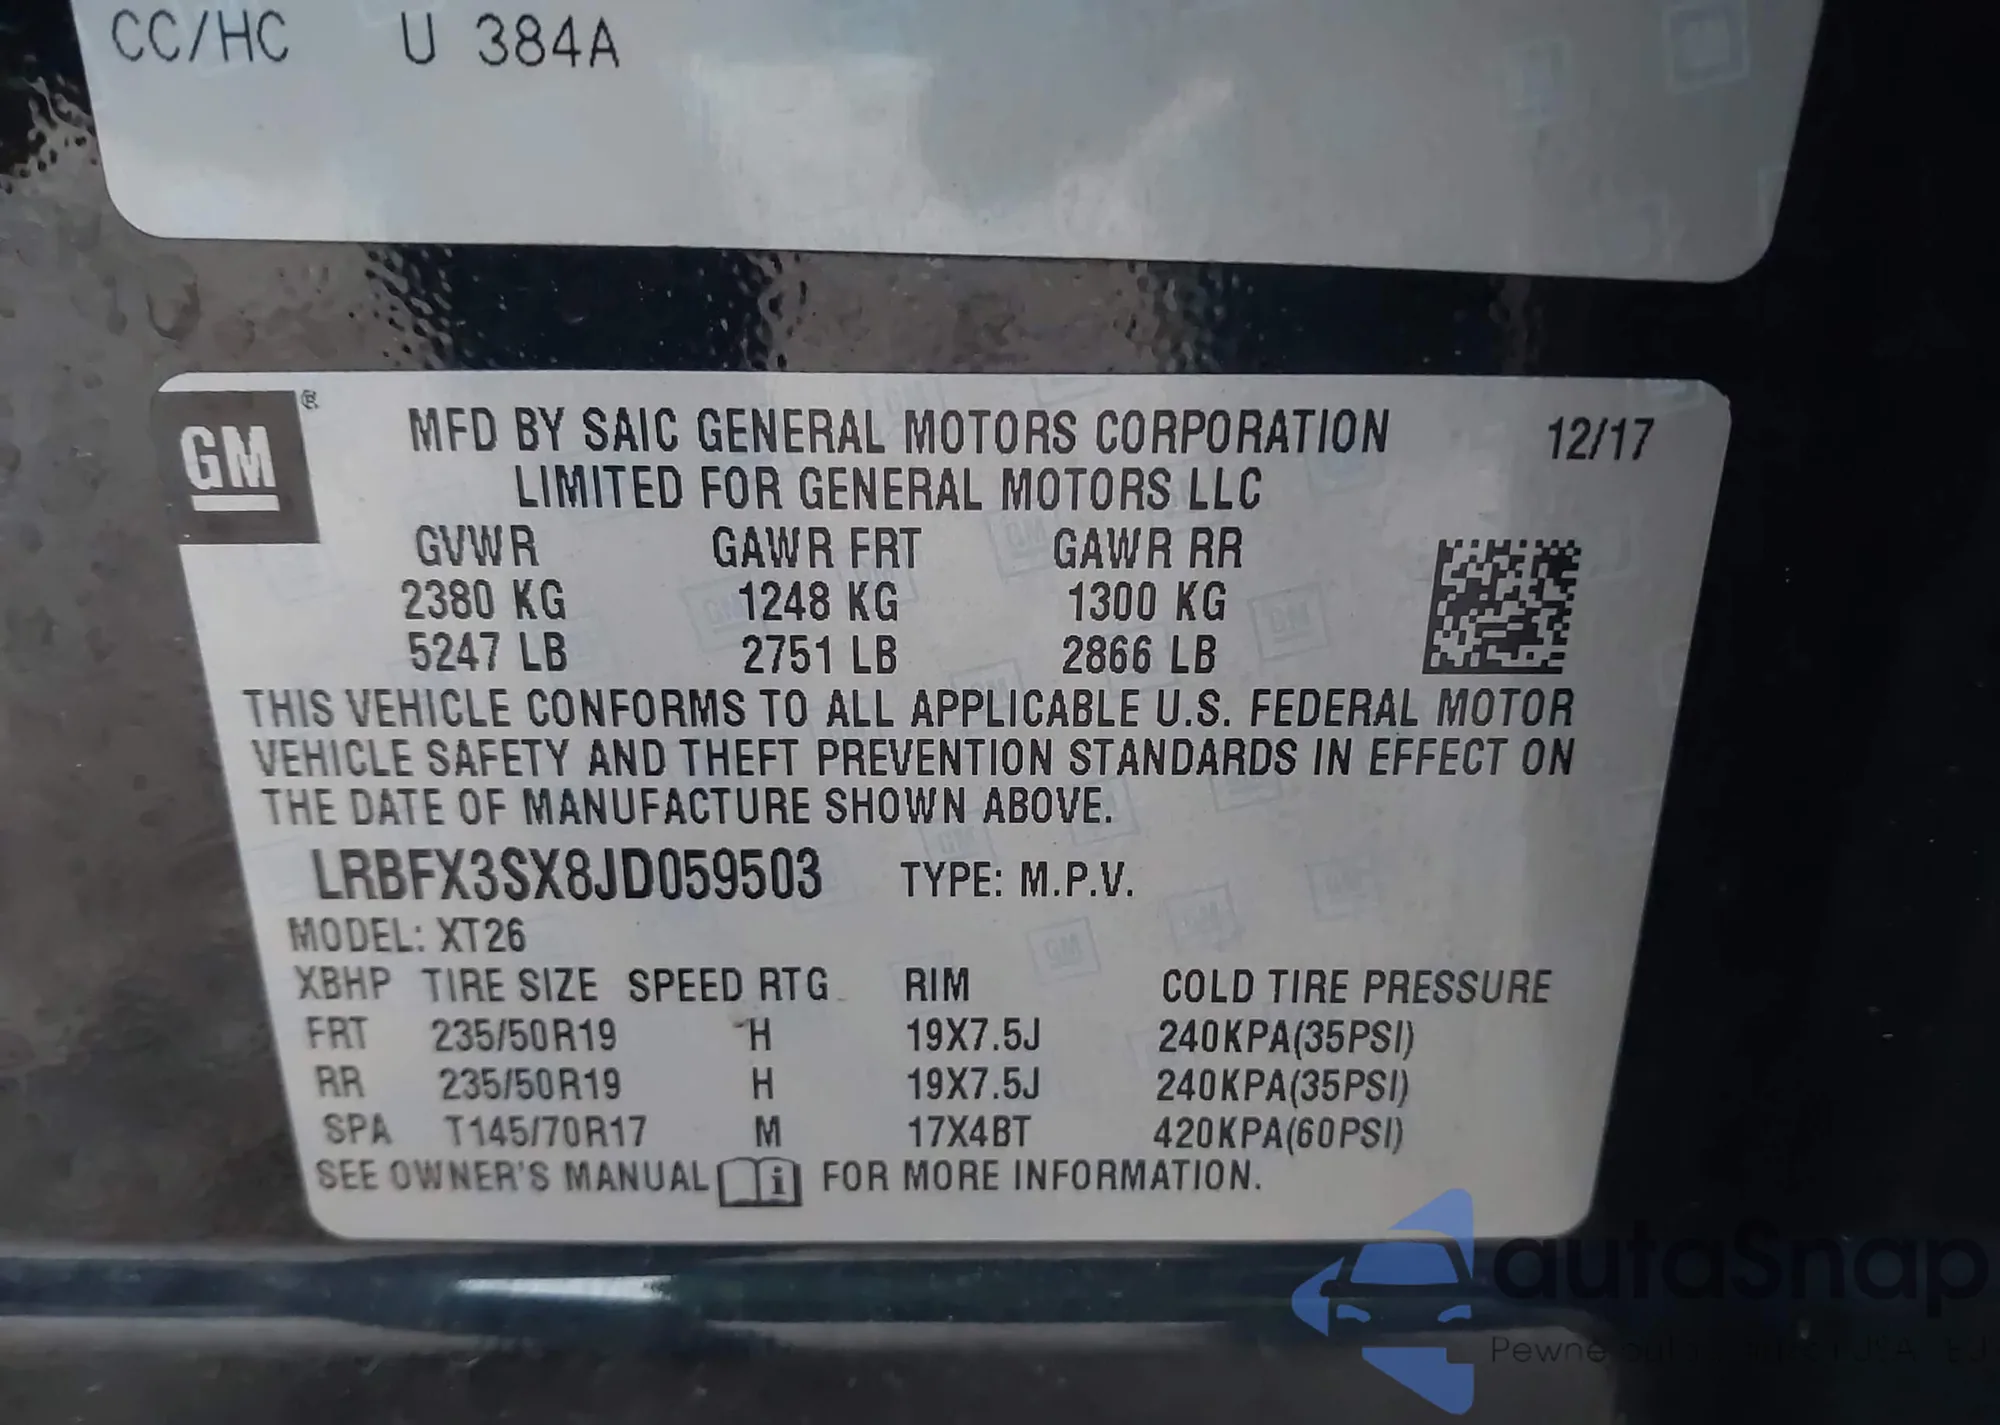 CC/HC U 384A
GM ®
MFD BY SAIC GENERAL MOTORS CORPORATION 12/17
LIMITED FOR GENERAL MOTORS LLC
GVWR GAWR FRT GAWR RR
2380 KG 1248 KG 1300 KG
5247 LB 2751 LB 2866 LB
THIS VEHICLE CONFORMS TO ALL APPLICABLE U.S. FEDERAL MOTOR
VEHICLE SAFETY AND THEFT PREVENTION STANDARDS IN EFFECT ON
THE DATE OF MANUFACTURE SHOWN ABOVE.
LRBFX3SX8JD059503 TYPE: M.P.V.
MODEL: XT26
XBHP TIRE SIZE SPEED RTG RIM COLD TIRE PRESSURE
FRT 235/50R19 H 19X7.5J 240KPA(35PSI)
RR 235/50R19 H 19X7.5J 240KPA(35PSI)
SPA T145/70R17 M 17X4BT 420KPA(60PSI)
SEE OWNER'S MANUAL i FOR MORE INFORMATION.
autaSnap
Pewne